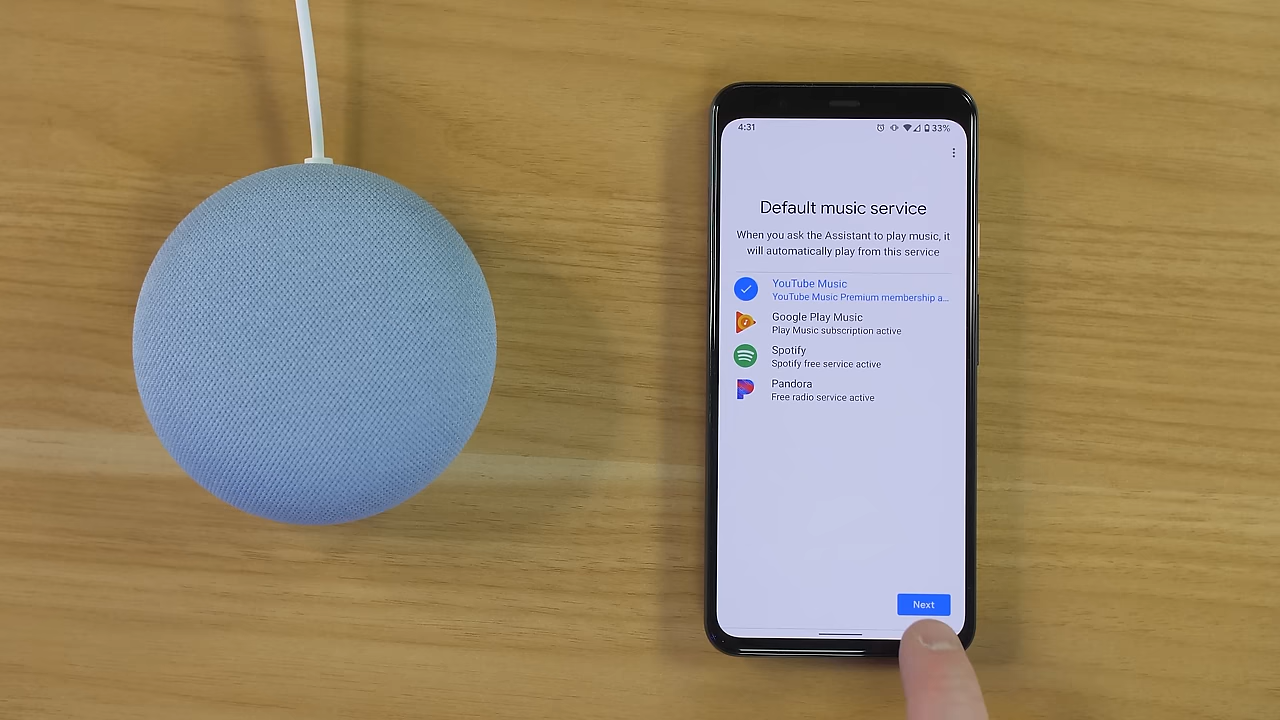 4:31
33%
Default music service
When you ask the Assistant to play music, it
will automatically play from this service
YouTube Music
YouTube Music Premium membership a...
Google Play Music
Play Music subscription active
Spotify
Spotify free service active
Pandora
Free radio service active
Next